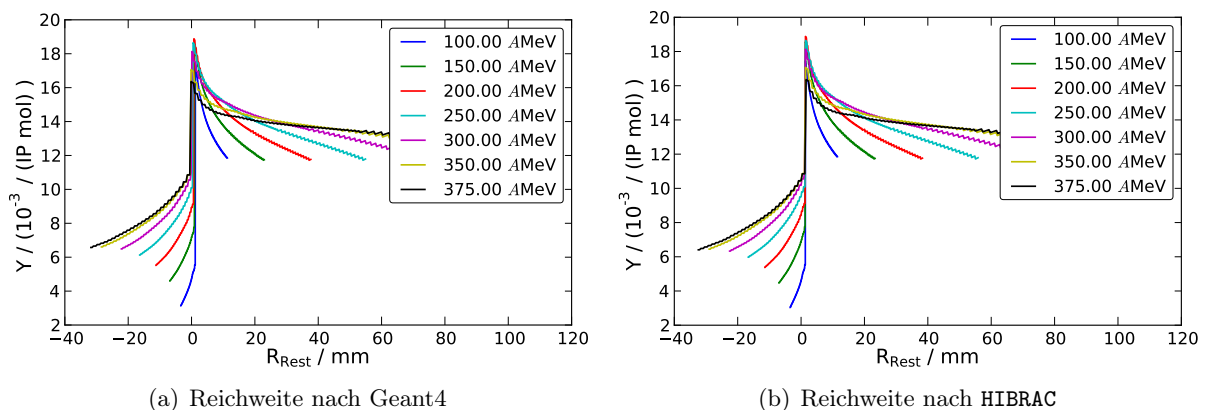 20
18
16
14
12
10
8
6
4
2
Y / (10⁻³ / (IP mol) )
100.00 AMeV
150.00 AMeV
200.00 AMeV
250.00 AMeV
300.00 AMeV
350.00 AMeV
375.00 AMeV
−40 −20 0 20 40 60 80 100 120
R_Rest / mm
(a) Reichweite nach Geant4
20
18
16
14
12
10
8
6
4
2
Y / (10⁻³ / (IP mol) )
100.00 AMeV
150.00 AMeV
200.00 AMeV
250.00 AMeV
300.00 AMeV
350.00 AMeV
375.00 AMeV
−40 −20 0 20 40 60 80 100 120
R_Rest / mm
(b) Reichweite nach HIBRAC